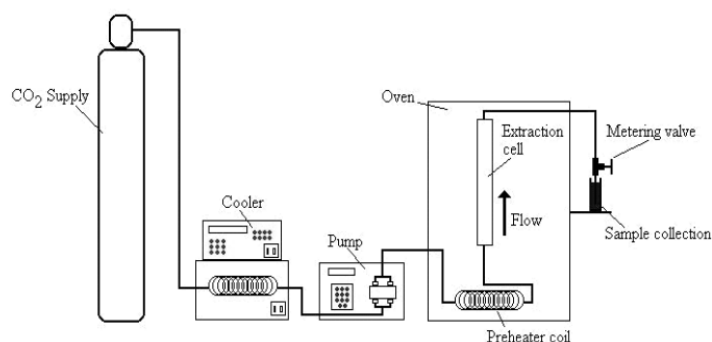 CO2 Supply
Cooler
Pump
Oven
Extraction
cell
Flow
Preheater coil
Metering valve
Sample collection